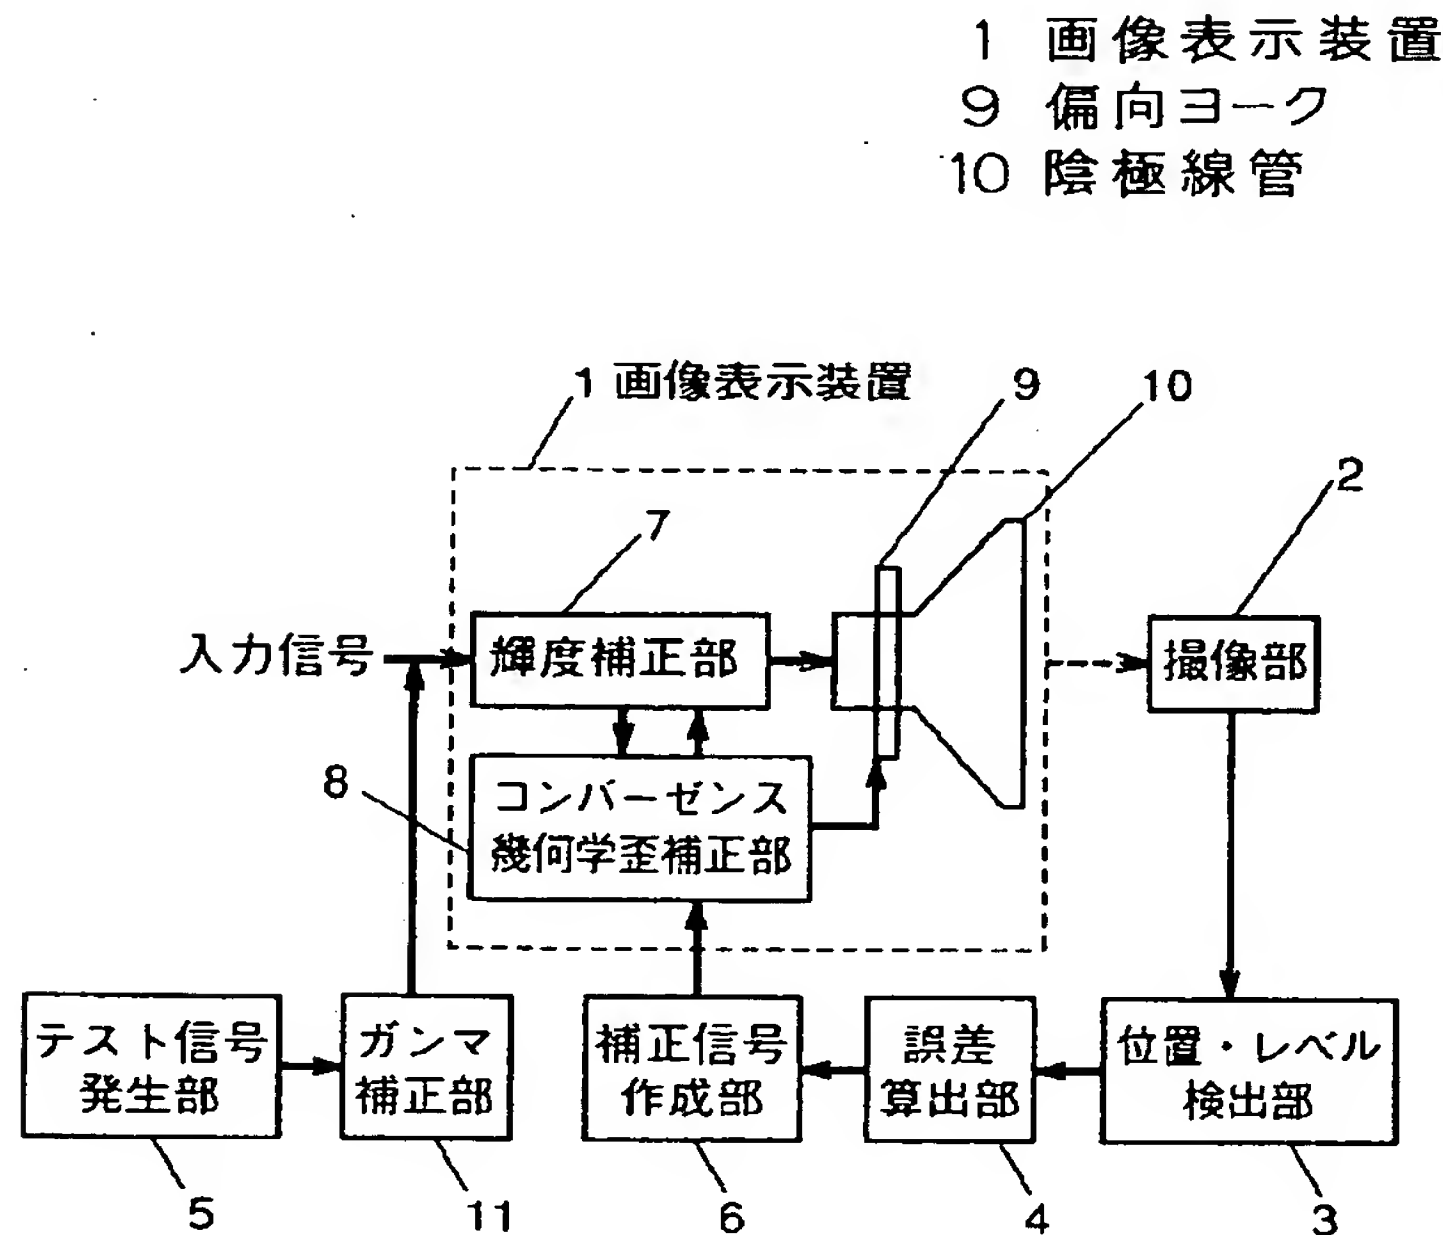 1 画像表示装置
9 偏向ヨーク
10 陰極線管
1 画像表示装置
9
10
2
7
入力信号
輝度補正部
撮像部
8
コンバーゼンス
幾何学歪補正部
テスト信号
発生部
ガンマ
補正部
補正信号
作成部
誤差
算出部
位置・レベル
検出部
5
11
6
4
3